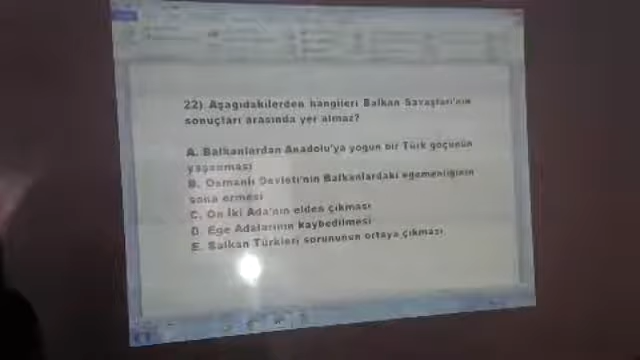 22) Aşağıdakilerden hangileri Balkan Savaşları'nın
sonuçları arasında yer almaz?
A. Balkanlardan Anadolu'ya yoğun bir Türk göçünün
yaşanması
B. Osmanlı Devleti'nin Balkanlardaki egemenliğinin
sona ermesi
C. On İki Ada'nın elden çıkması
D. Ege Adalarının kaybedilmesi
E. Balkan Türkleri sorununun ortaya çıkması